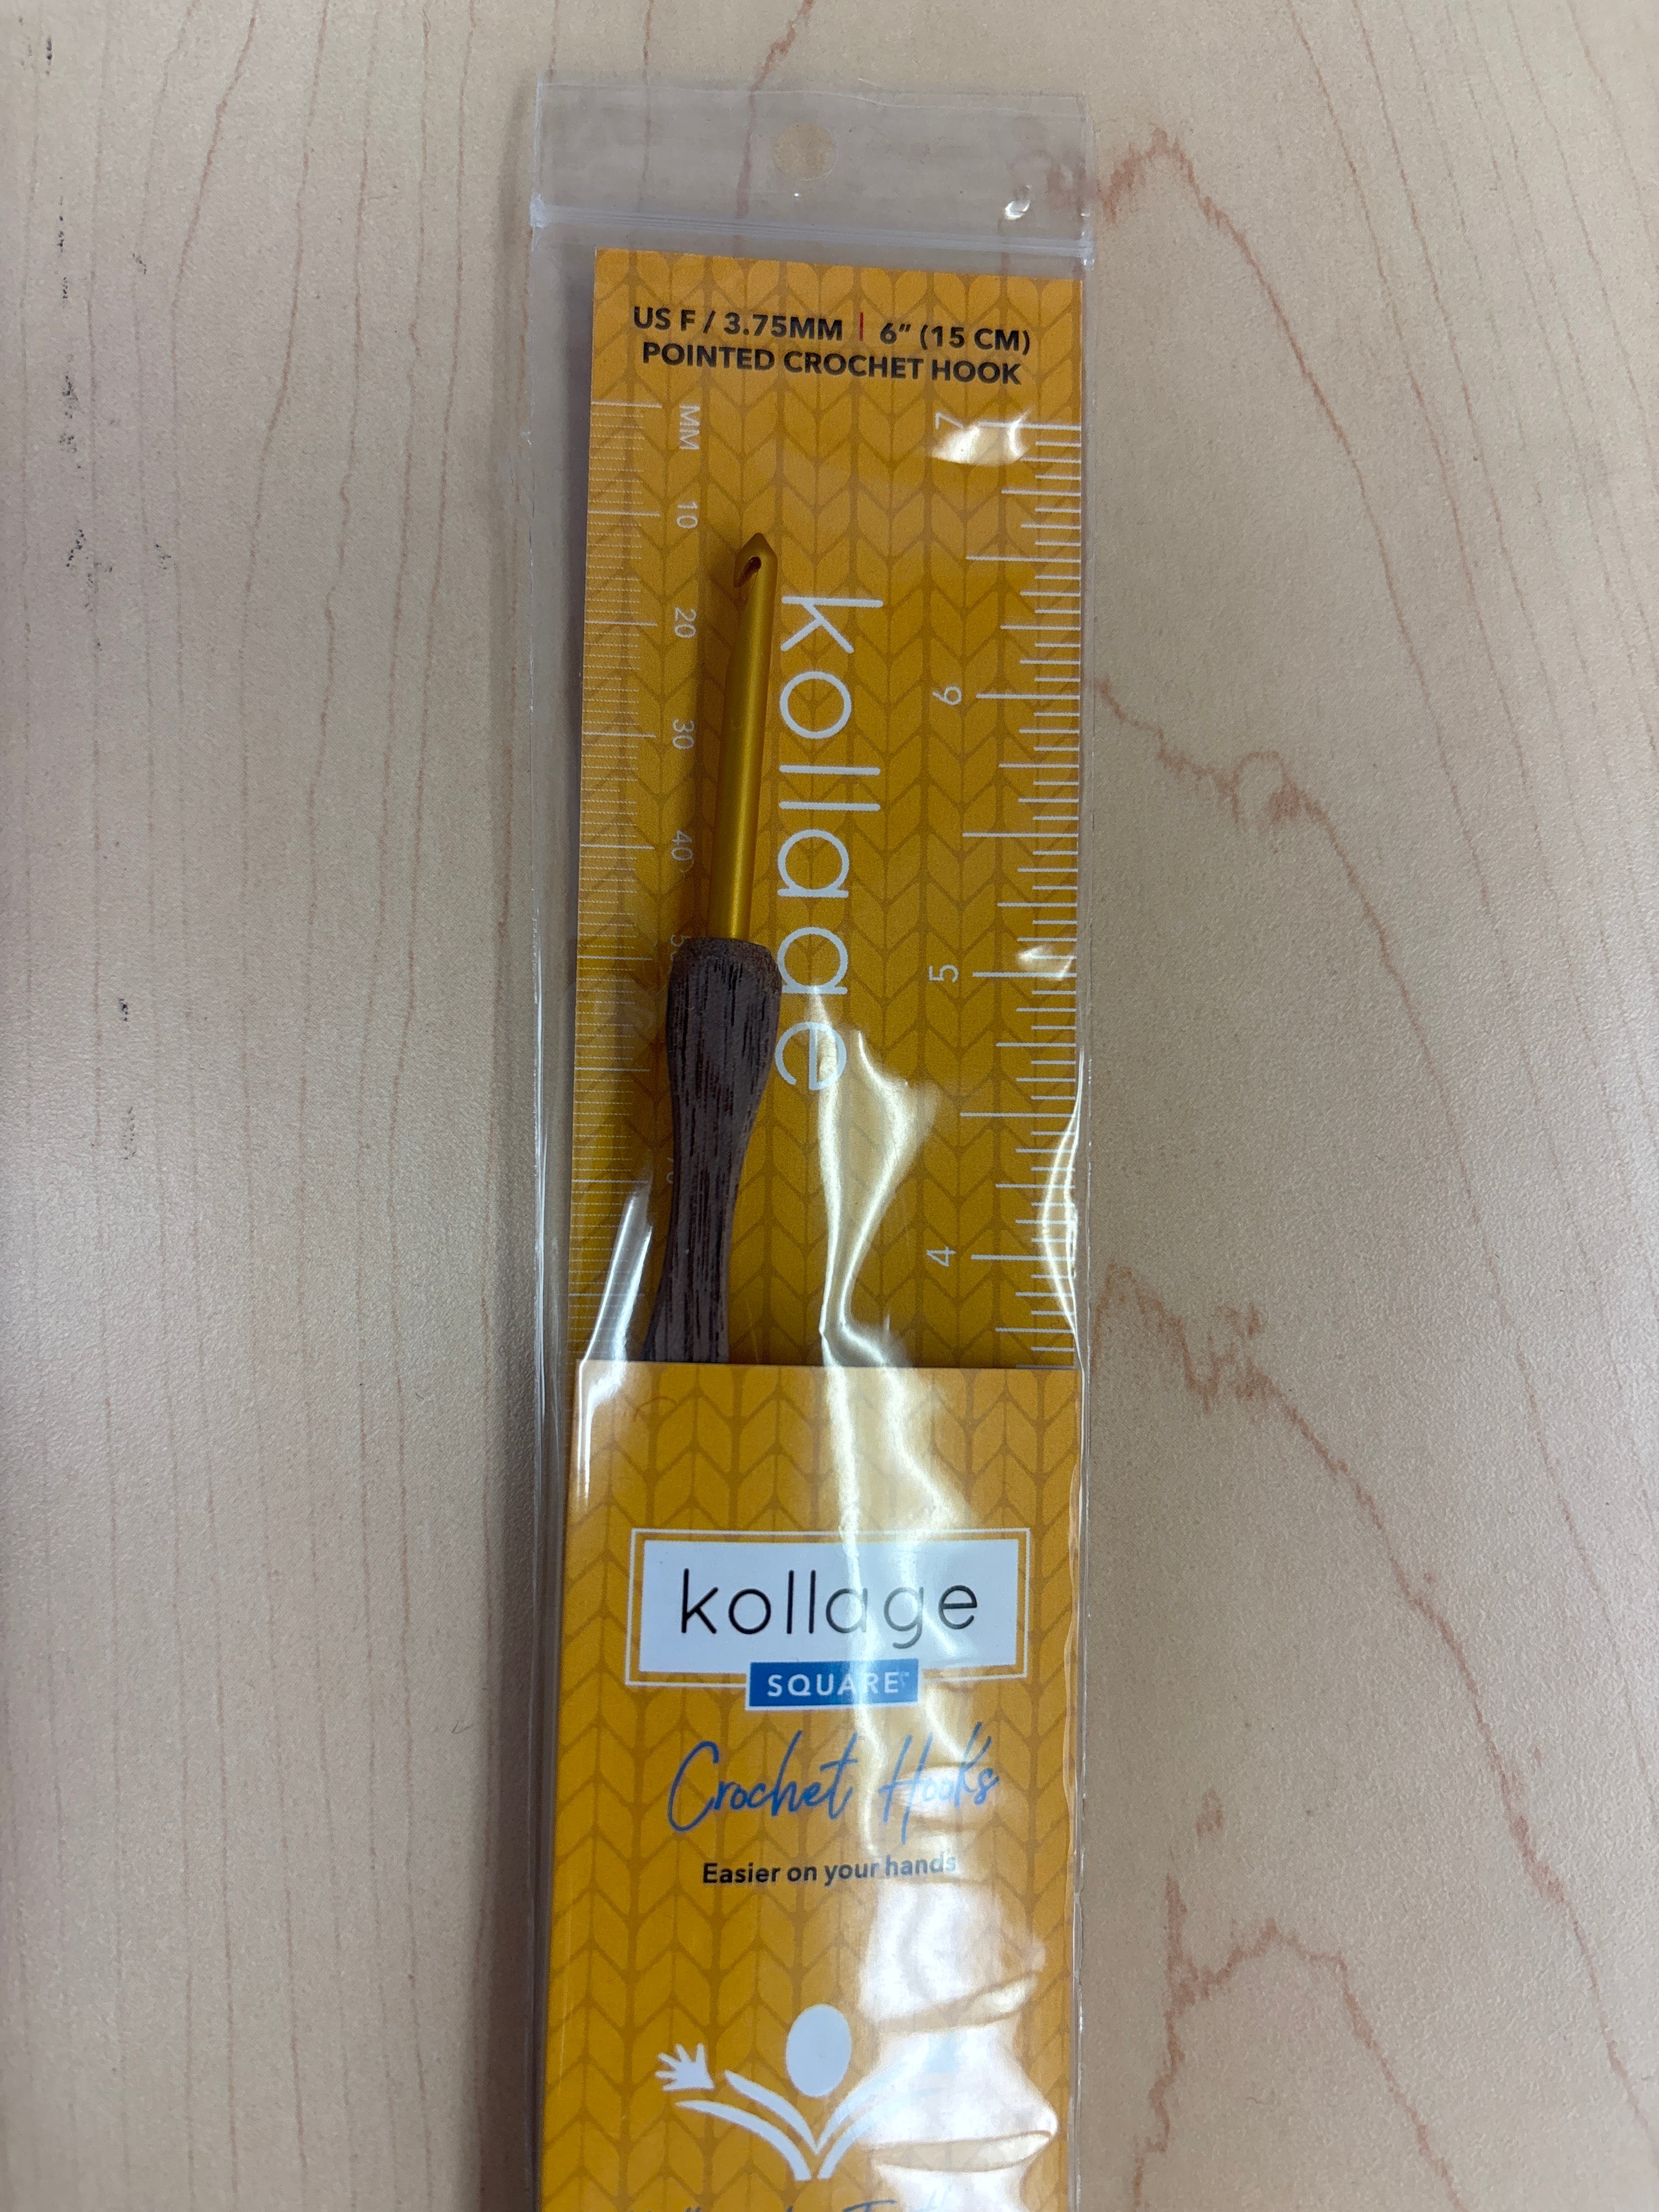 US F / 3.75MM | 6" (15 CM)
POINTED CROCHET HOOK
MM
10
20
30
40
7
6
5
4
kollage
kollage
SQUARE™
Crochet Hooks
Easier on your hands